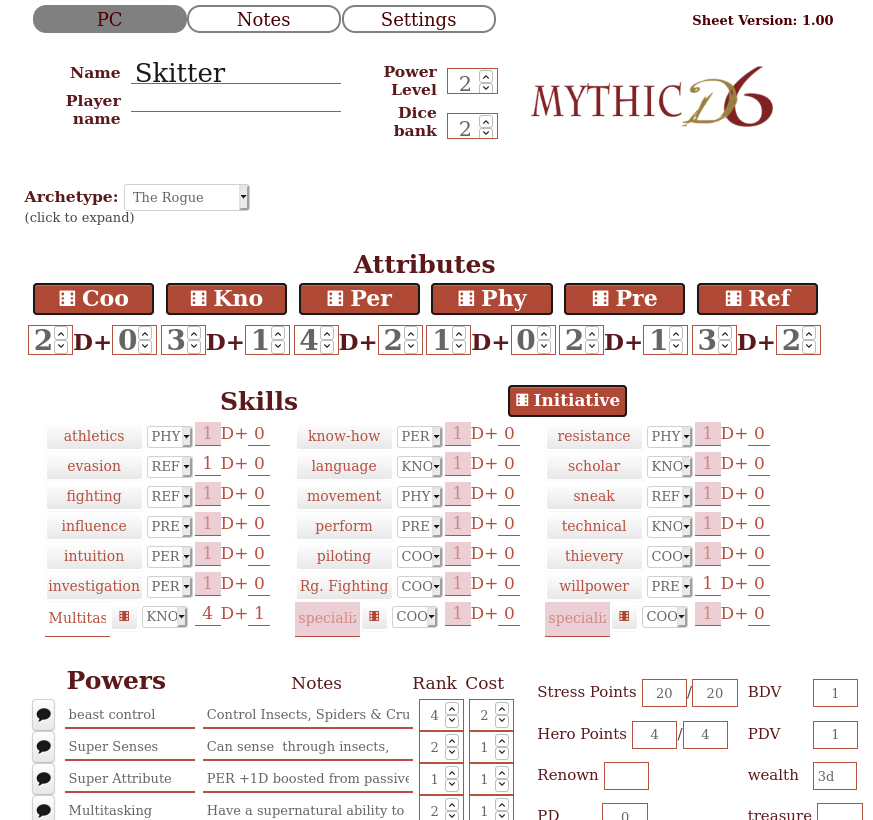 PC Notes Settings Sheet Version: 1.00
Name Skitter Power Level 2 MYTHIC D6
Player name Dice bank 2
Archetype: The Rogue
(click to expand)
Attributes
Coo Kno Per Phy Pre Ref
2 D+ 0 3 D+ 1 4 D+ 2 1 D+ 0 2 D+ 1 3 D+ 2
Skills Initiative
athletics PHY 1 D+ 0 know-how PER 1 D+ 0 resistance PHY 1 D+ 0
evasion REF 1 D+ 0 language KNO 1 D+ 0 scholar KNO 1 D+ 0
fighting REF 1 D+ 0 movement PHY 1 D+ 0 sneak REF 1 D+ 0
influence PRE 1 D+ 0 perform PRE 1 D+ 0 technical KNO 1 D+ 0
intuition PER 1 D+ 0 piloting COO 1 D+ 0 thievery COO 1 D+ 0
investigation PER 1 D+ 0 Rg. Fighting COO 1 D+ 0 willpower PRE 1 D+ 0
Multitas KNO 4 D+ 1 specializ COO 1 D+ 0 specializ COO 1 D+ 0
Powers Notes Rank Cost
Stress Points 20 / 20 BDV 1
beast control Control Insects, Spiders & Cru 4 2
Hero Points 4 / 4 PDV 1
Super Senses Can sense through insects, 2 1
Renown wealth 3d
Super Attribute PER +1D boosted from passive 1 1
Multitasking Have a supernatural ability to 2 1
PD 0 treasure